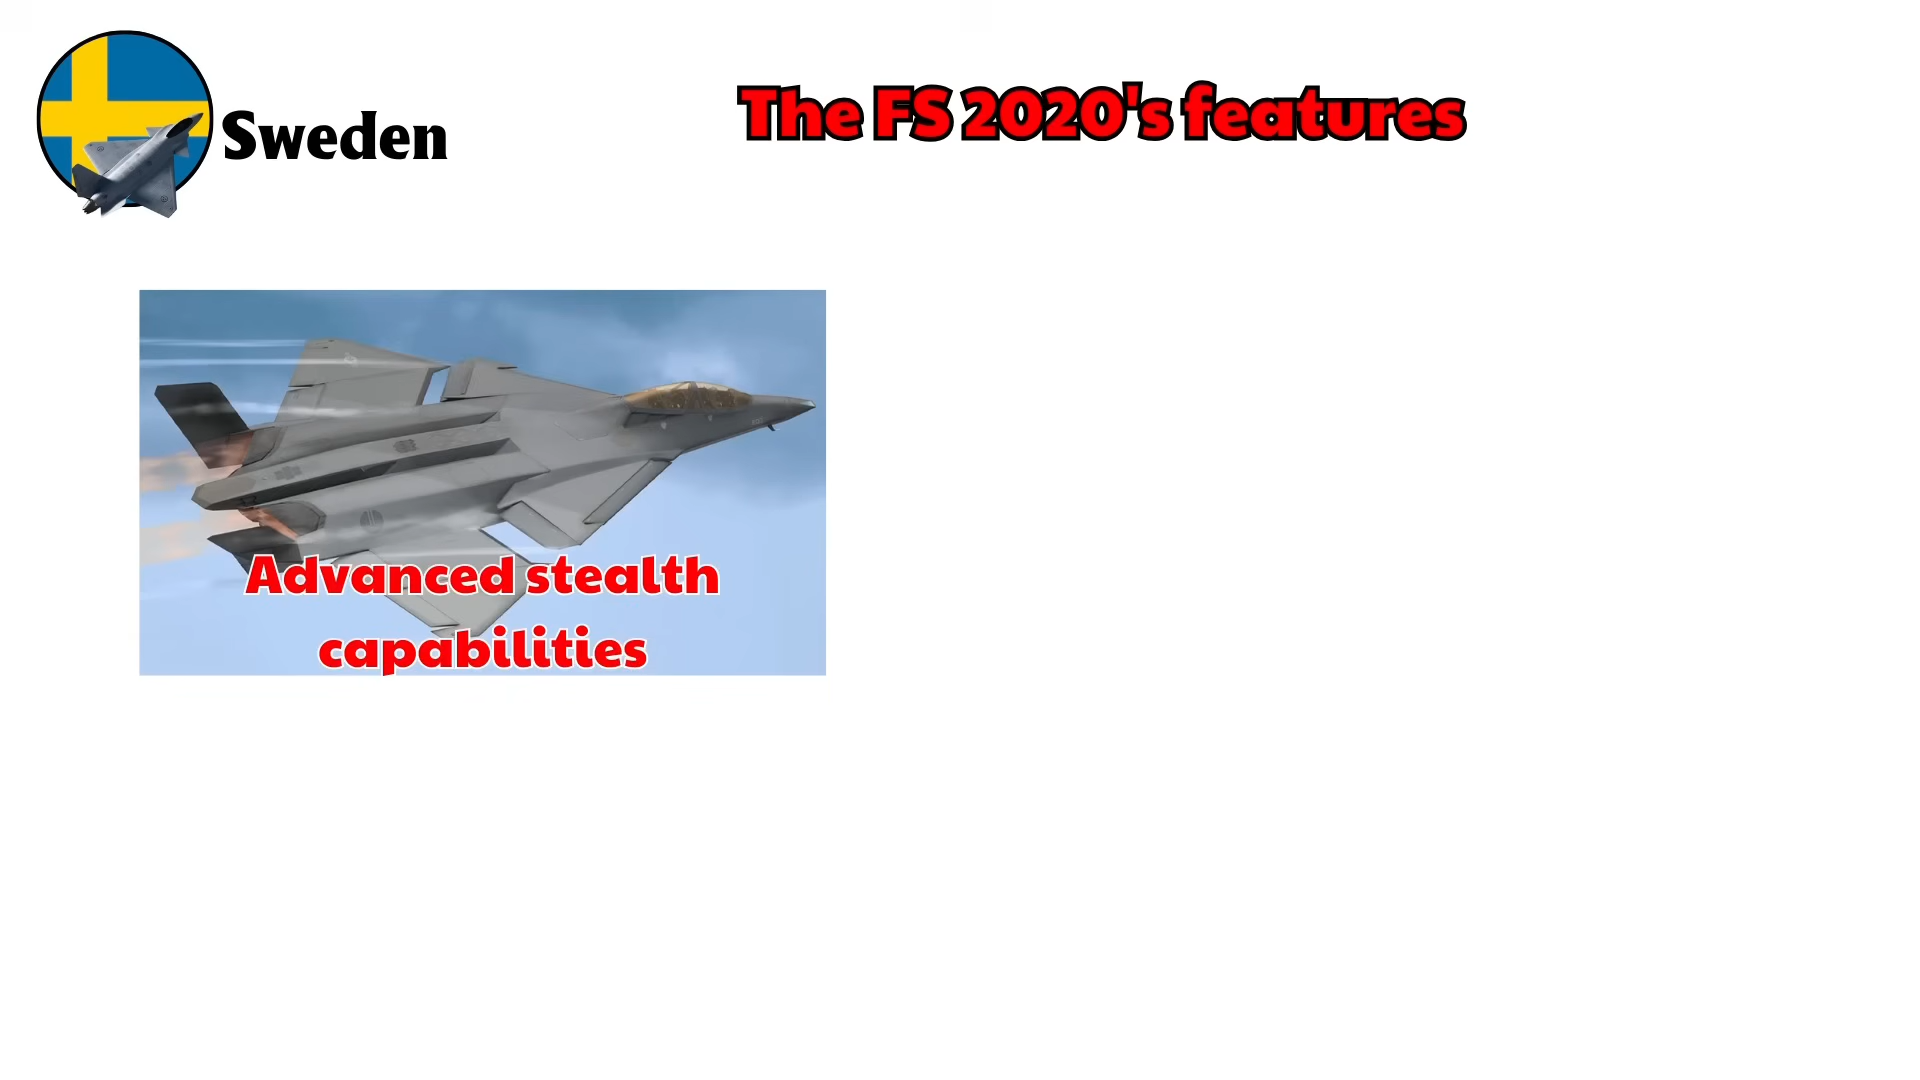 Sweden
The FS 2020's features
Advanced stealth
capabilities